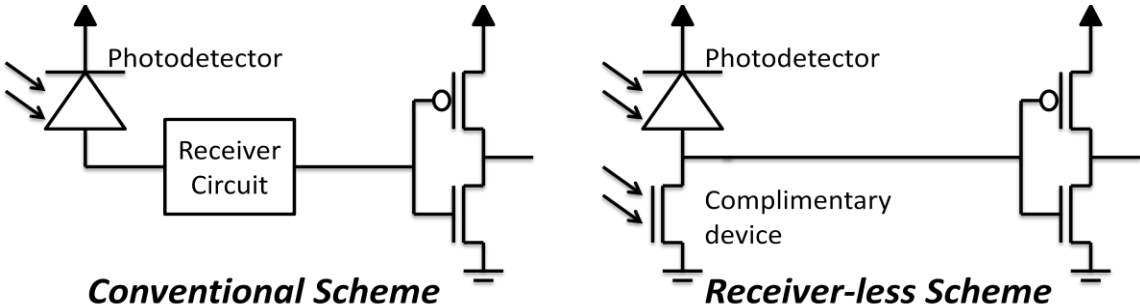 Photodetector
Receiver
Circuit
Conventional Scheme
Photodetector
Complimentary
device
Receiver-less Scheme